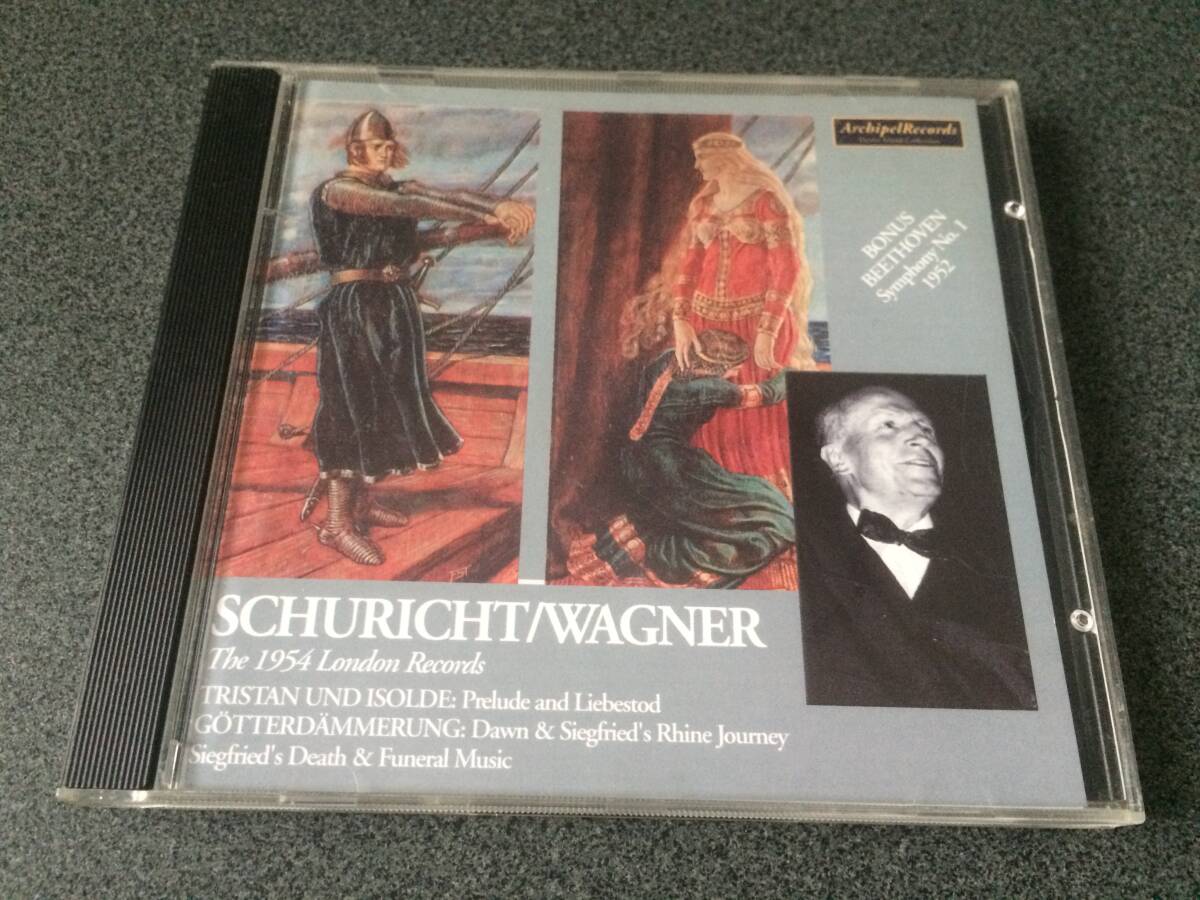 ArchipelRecords
BONUS
BEETHOVEN
Symphony No. 1
1952
SCHURICHT/WAGNER
The 1954 London Records
TRISTAN UND ISOLDE: Prelude and Liebestod
GÖTTERDÄMMERUNG: Dawn & Siegfried's Rhine Journey
Siegfried's Death & Funeral Music